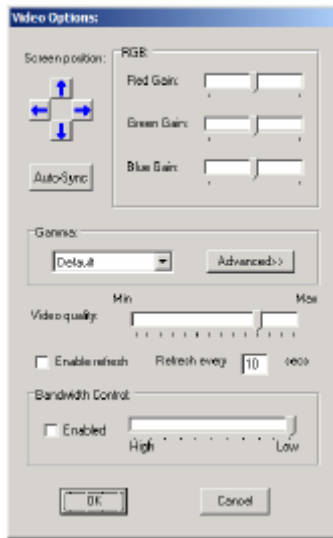 Video Options:
Screen position:
RGB:
Red Gain:
Green Gain:
Blue Gain:
Auto-Sync
Gamma:
Default
Advanced>>
Min Max
Video quality:
Enable refresh Refresh every 10 secs
Bandwidth Control:
Enabled
High Low
OK Cancel